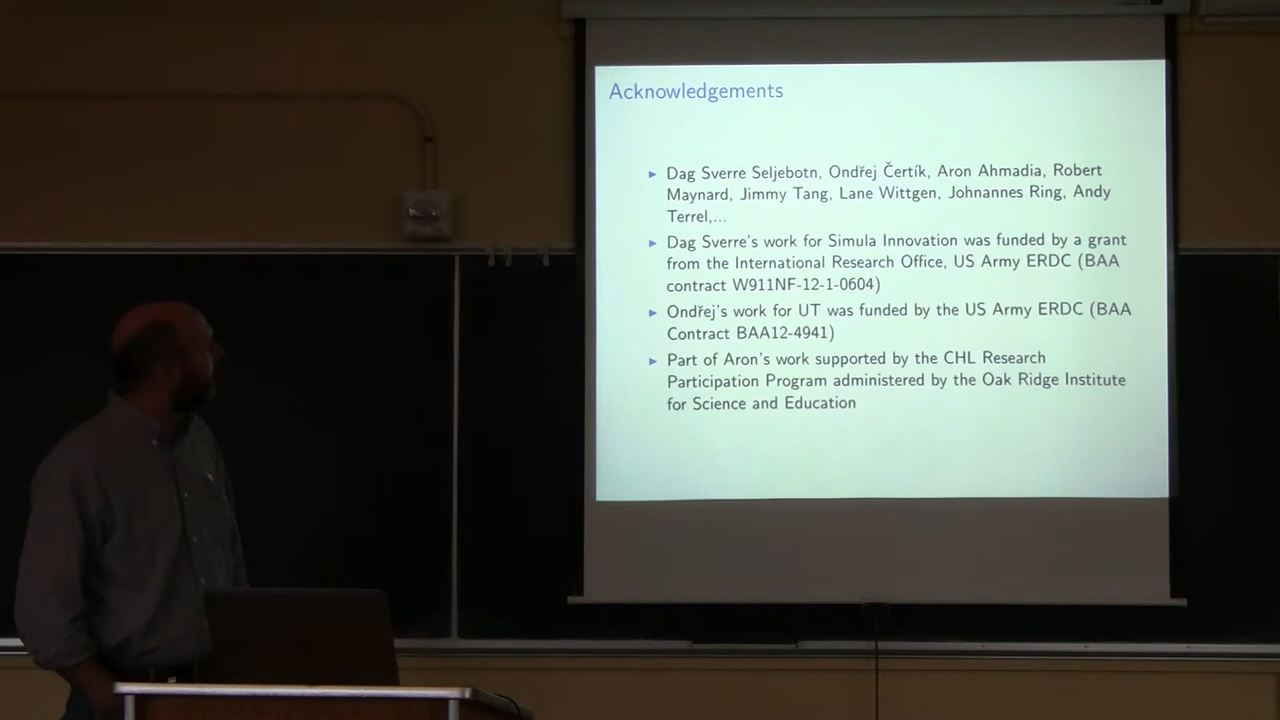 Acknowledgements
Dag Sverre Seljebotn, Ondřej Čertík, Aron Ahmadia, Robert
Maynard, Jimmy Tang, Lane Wittgen, Johnannes Ring, Andy
Terrel,...
Dag Sverre's work for Simula Innovation was funded by a grant
from the International Research Office, US Army ERDC (BAA
contract W911NF-12-1-0604)
Ondřej's work for UT was funded by the US Army ERDC (BAA
Contract BAA12-4941)
Part of Aron's work supported by the CHL Research
Participation Program administered by the Oak Ridge Institute
for Science and Education